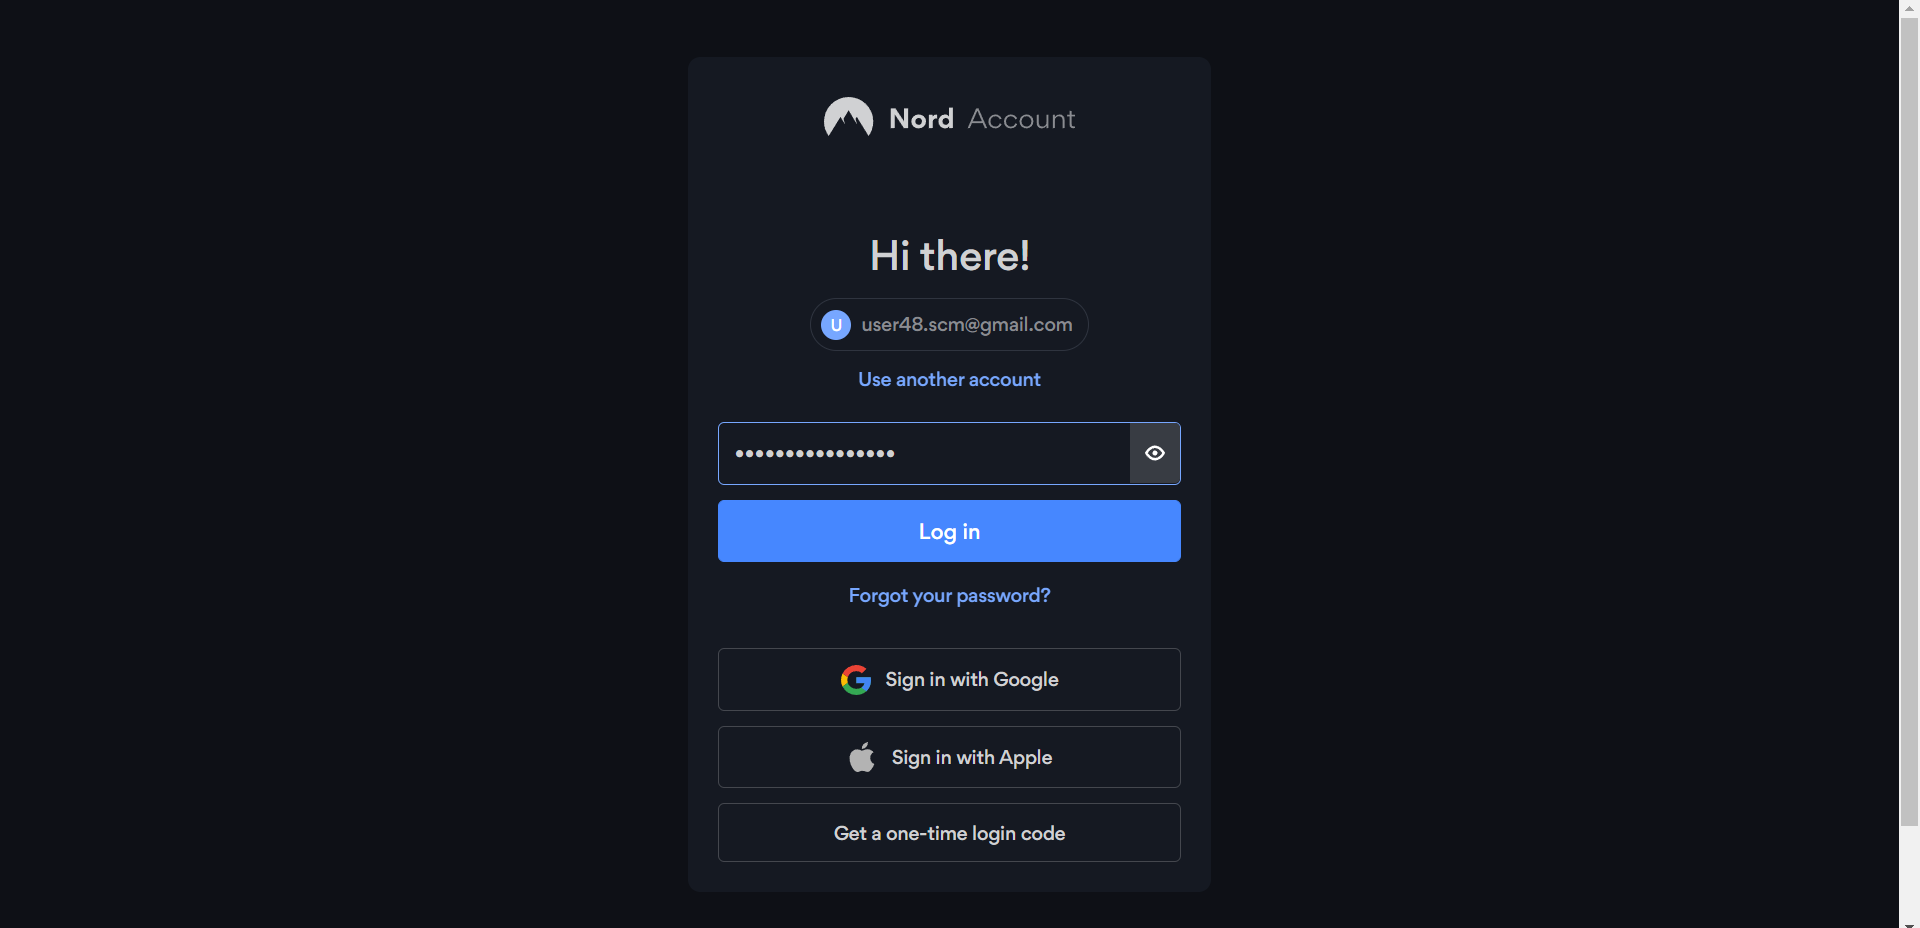 Nord Account
Hi there!
U user48.scm@gmail.com
Use another account
••••••••••••••••
Log in
Forgot your password?
Sign in with Google
Sign in with Apple
Get a one-time login code